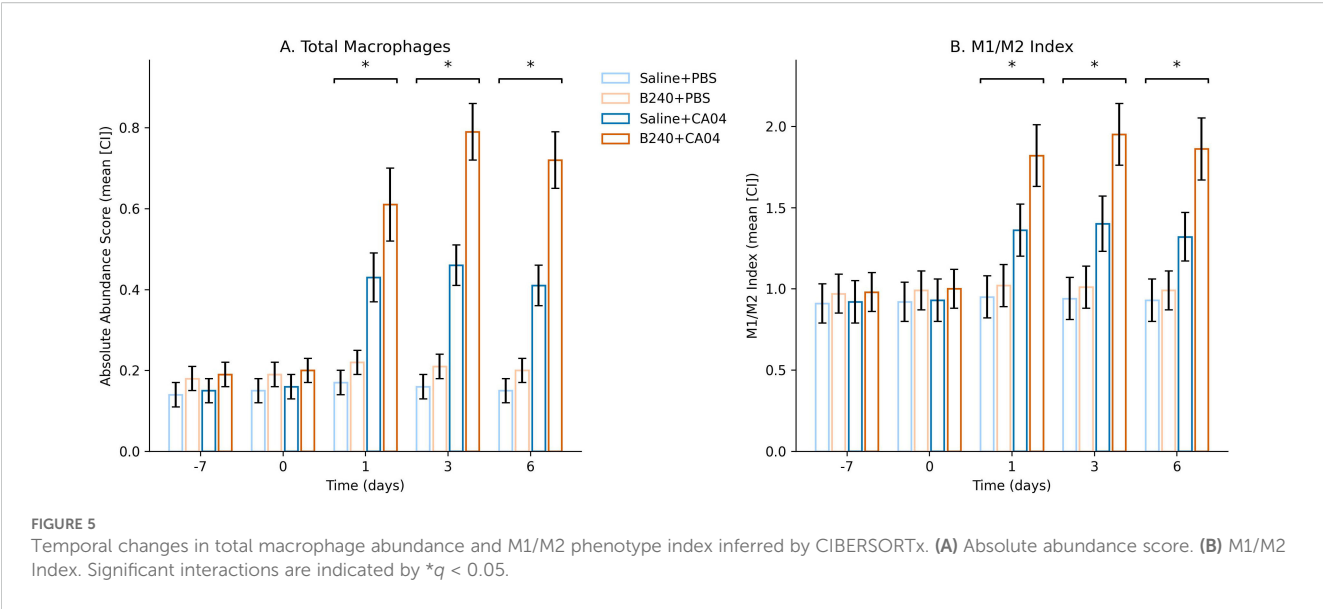 A. Total Macrophages
*
*
*
Absolute Abundance Score (mean [CI])
0.8
0.6
0.4
0.2
0.0
-7
0
1
3
6
Time (days)
Saline+PBS
B240+PBS
Saline+CA04
B240+CA04
B. M1/M2 Index
*
*
*
M1/M2 Index (mean [CI])
2.0
1.5
1.0
0.5
0.0
-7
0
1
3
6
Time (days)
FIGURE 5
Temporal changes in total macrophage abundance and M1/M2 phenotype index inferred by CIBERSORTx. (A) Absolute abundance score. (B) M1/M2
Index. Significant interactions are indicated by *q < 0.05.